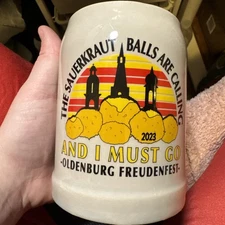 THE SAUERKRAUT BALLS ARE CALLING
2023
AND I MUST GO
-OLDENBURG FREUDENFEST-